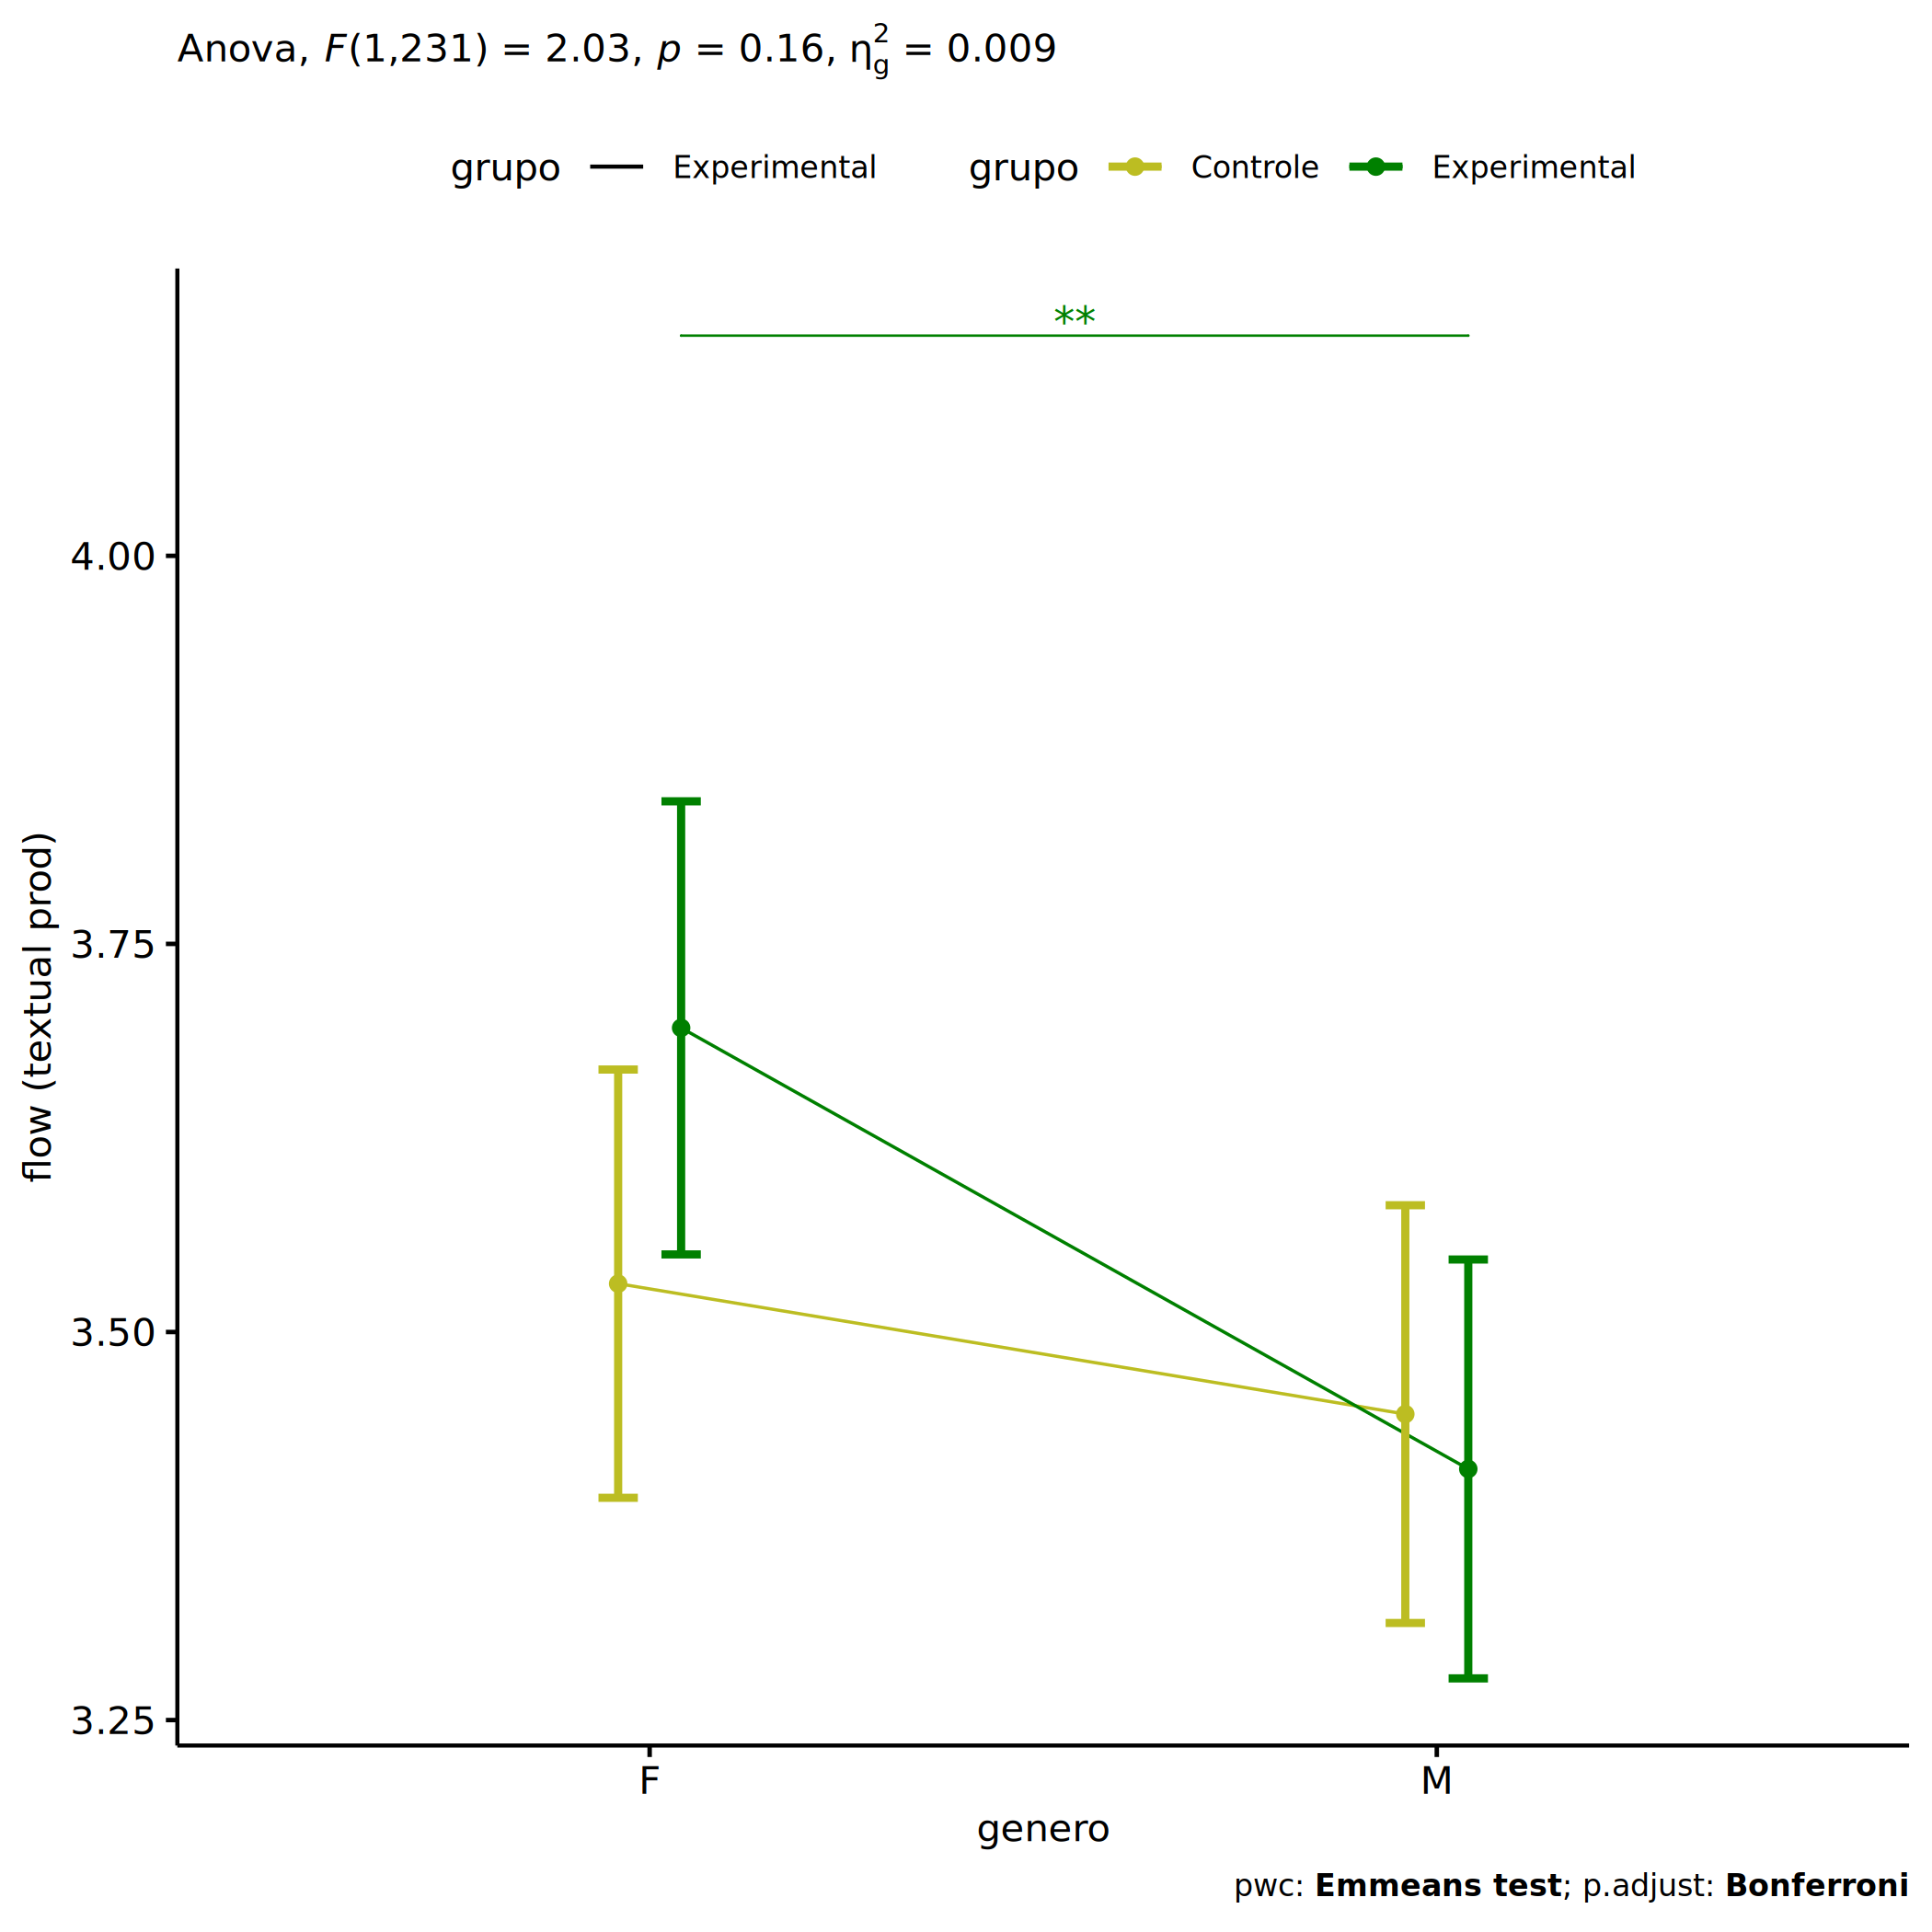 Anova, F(1,231) = 2.03, p = 0.16, η²g = 0.009
grupo Experimental grupo Controle Experimental
**
4.00
3.75
3.50
3.25
flow (textual prod)
F M
genero
pwc: Emmeans test; p.adjust: Bonferroni